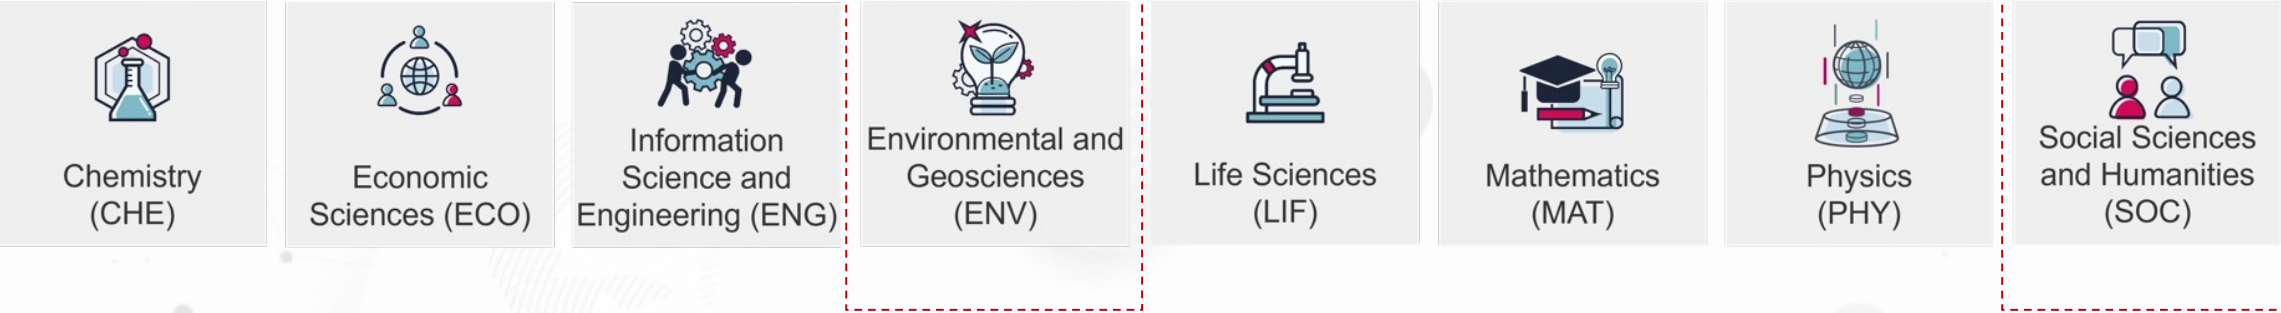 Chemistry
(CHE)
Economic
Sciences (ECO)
Information
Science and
Engineering (ENG)
Environmental and
Geosciences
(ENV)
Life Sciences
(LIF)
Mathematics
(MAT)
Physics
(PHY)
Social Sciences
and Humanities
(SOC)